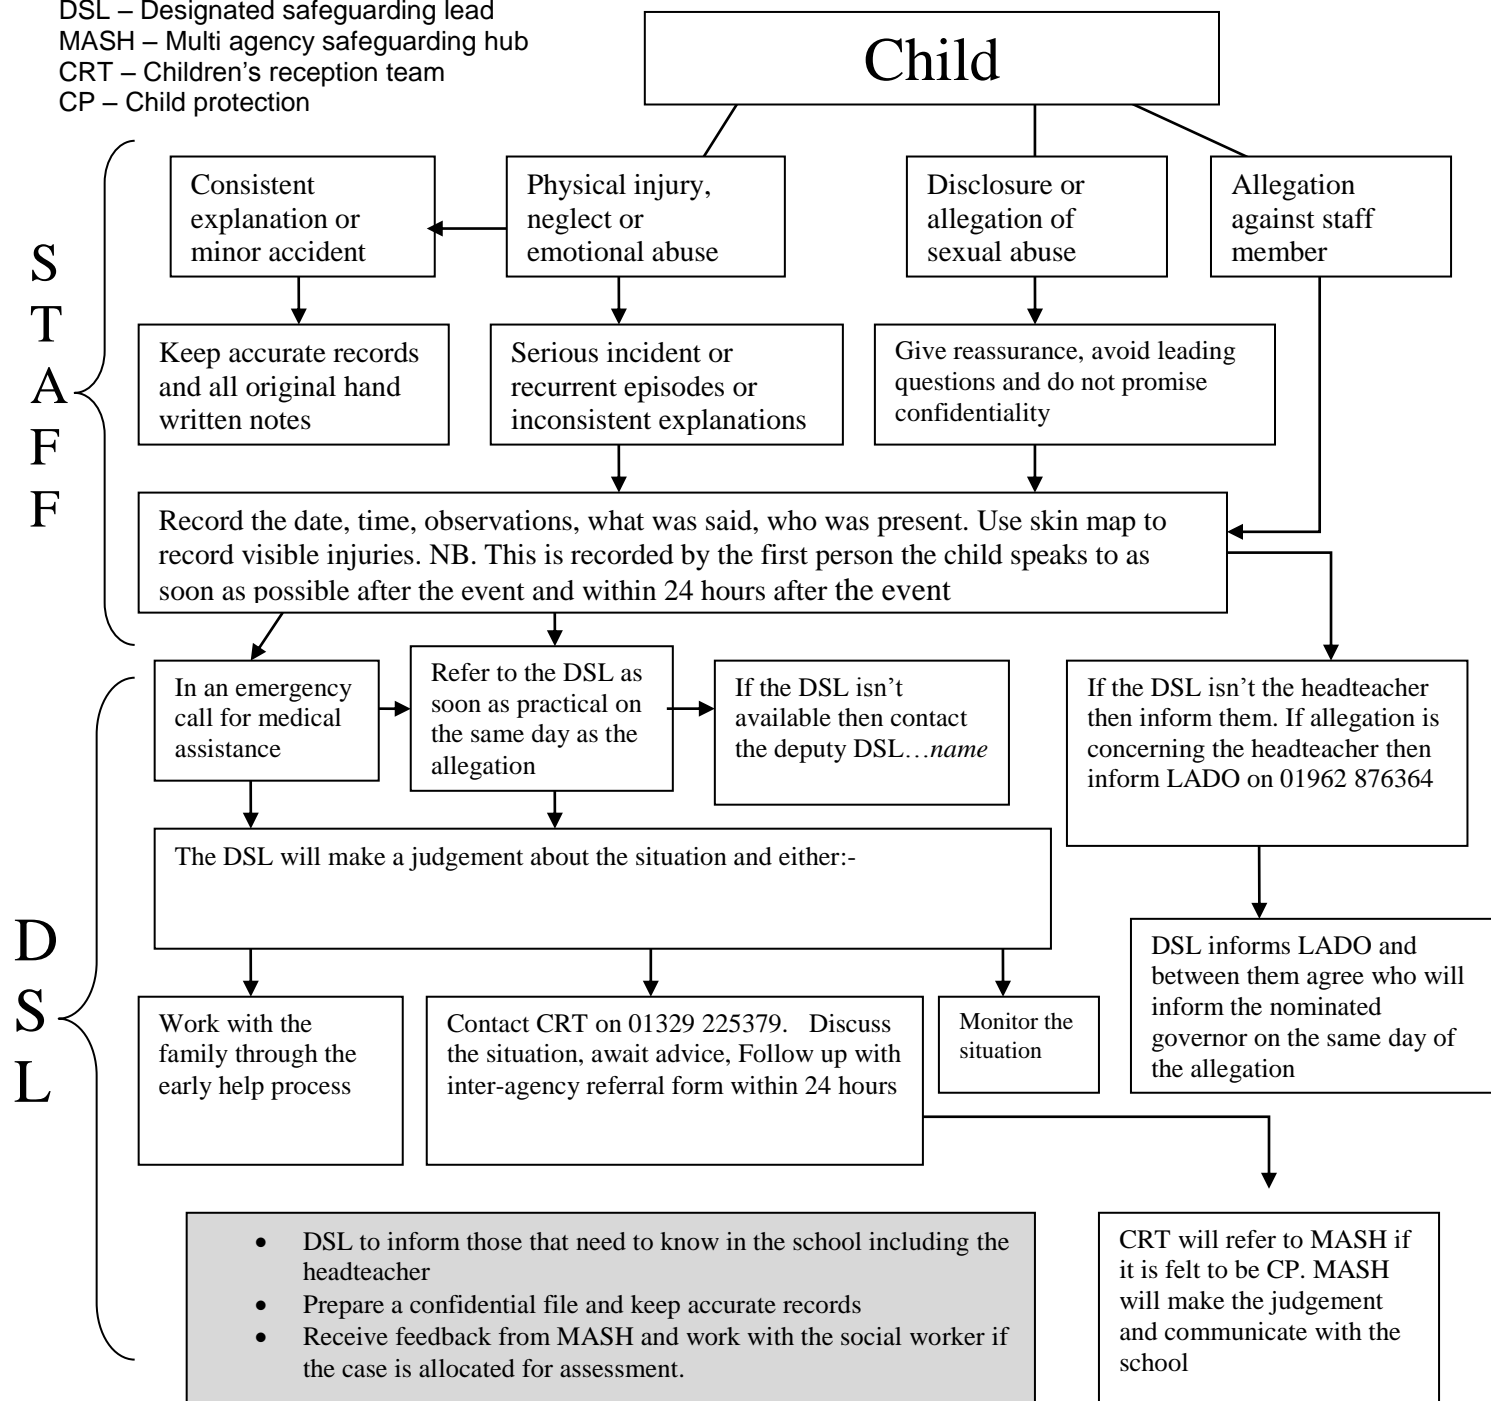 DSL – Designated safeguarding lead
MASH – Multi agency safeguarding hub
CRT – Children's reception team
CP – Child protection
Child
Consistent
explanation or
minor accident
Physical injury,
neglect or
emotional abuse
Disclosure or
allegation of
sexual abuse
Allegation
against staff
member
S
T
A
F
F
Keep accurate records
and all original hand
written notes
Serious incident or
recurrent episodes or
inconsistent explanations
Give reassurance, avoid leading
questions and do not promise
confidentiality
Record the date, time, observations, what was said, who was present. Use skin map to
record visible injuries. NB. This is recorded by the first person the child speaks to as
soon as possible after the event and within 24 hours after the event
In an emergency
call for medical
assistance
Refer to the DSL as
soon as practical on
the same day as the
allegation
If the DSL isn't
available then contact
the deputy DSL…name
If the DSL isn't the headteacher
then inform them. If allegation is
concerning the headteacher then
inform LADO on 01962 876364
The DSL will make a judgement about the situation and either:-
D
S
L
DSL informs LADO and
between them agree who will
inform the nominated
governor on the same day of
the allegation
Work with the
family through the
early help process
Contact CRT on 01329 225379. Discuss
the situation, await advice, Follow up with
inter-agency referral form within 24 hours
Monitor the
situation
• DSL to inform those that need to know in the school including the
headteacher
• Prepare a confidential file and keep accurate records
• Receive feedback from MASH and work with the social worker if
the case is allocated for assessment.
CRT will refer to MASH if
it is felt to be CP. MASH
will make the judgement
and communicate with the
school